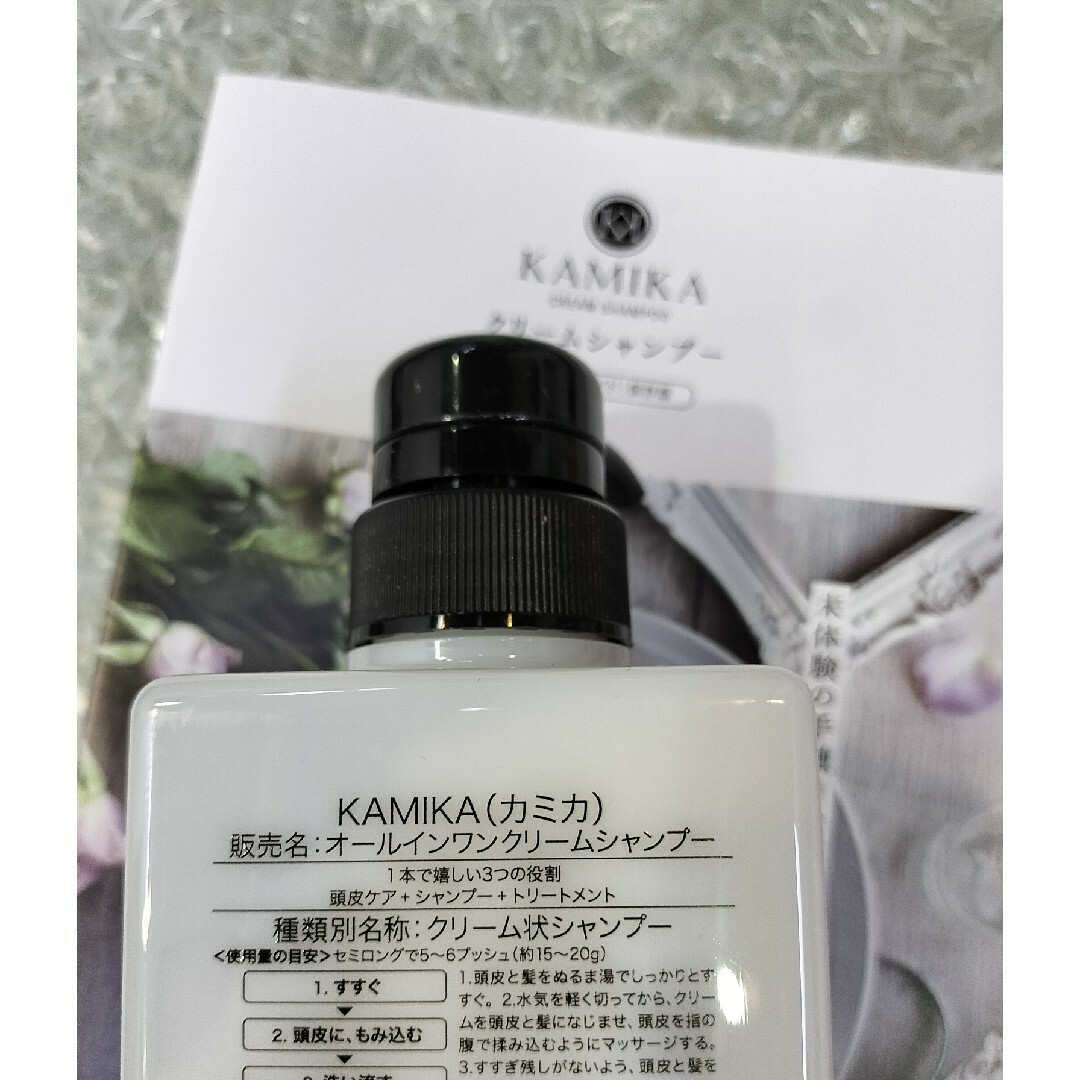 KAMIKA
CREAM SHAMPOO
クリームシャンプー
未体験の手
KAMIKA(カミカ)
販売名:オールインワンクリームシャンプー
1本で嬉しい3つの役割
頭皮ケア+シャンプー+トリートメント
種類別名称:クリーム状シャンプー
<使用量の目安>セミロングで5〜6プッシュ(約15〜20g)
1. すすぐ
2. 頭皮に、もみ込む
3. 洗い流す
1.頭皮と髪をぬるま湯でしっかりとす
すぐ。2.水気を軽く切ってから、クリー
ムを頭皮と髪になじませ、頭皮を指の
腹で揉み込むようにマッサージする。
3.すすぎ残しがないよう、頭皮と髪を